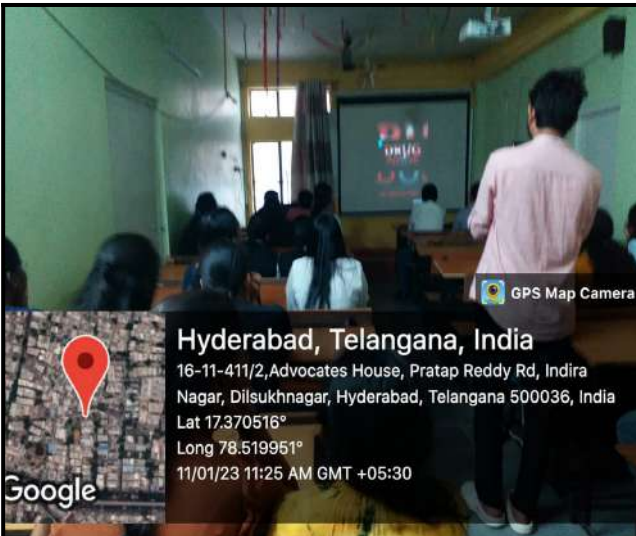 DRUG
GPS Map Camera
Hyderabad, Telangana, India
16-11-411/2,Advocates House, Pratap Reddy Rd, Indira
Nagar, Dilsukhnagar, Hyderabad, Telangana 500036, India
Lat 17.370516°
Long 78.519951°
11/01/23 11:25 AM GMT +05:30
Google